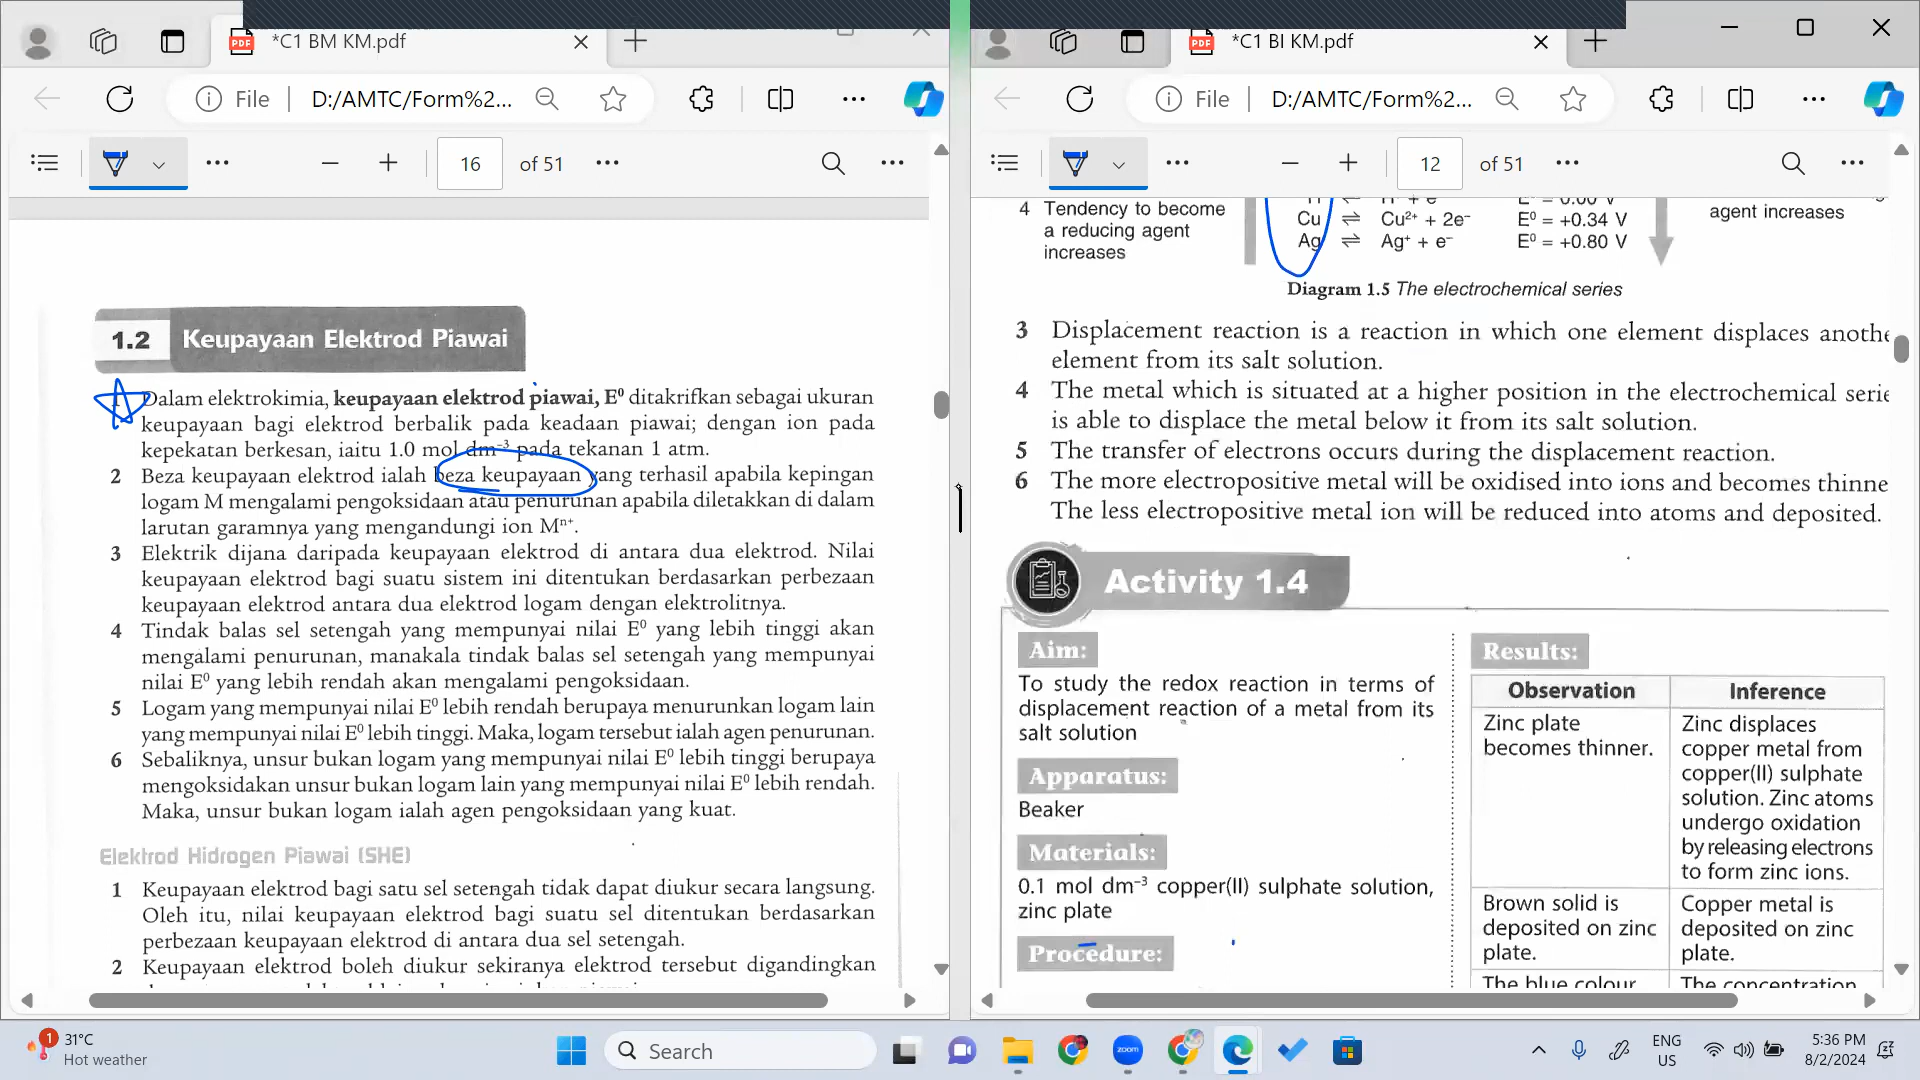 *C1 BM KM.pdf
File
D:/AMTC/Form%2...
16 of 51
1.2 Keupayaan Elektrod Piawai
1 Dalam elektrokimia, keupayaan elektrod piawai, E⁰ ditakrifkan sebagai ukuran
keupayaan bagi elektrod berbalik pada keadaan piawai; dengan ion pada
kepekatan berkesan, iaitu 1.0 mol dm⁻³ pada tekanan 1 atm.
2 Beza keupayaan elektrod ialah beza keupayaan yang terhasil apabila kepingan
logam M mengalami pengoksidaan atau penurunan apabila diletakkan di dalam
larutan garamnya yang mengandungi ion Mⁿ⁺.
3 Elektrik dijana daripada keupayaan elektrod di antara dua elektrod. Nilai
keupayaan elektrod bagi suatu sistem ini ditentukan berdasarkan perbezaan
keupayaan elektrod antara dua elektrod logam dengan elektrolitnya.
4 Tindak balas sel setengah yang mempunyai nilai E⁰ yang lebih tinggi akan
mengalami penurunan, manakala tindak balas sel setengah yang mempunyai
nilai E⁰ yang lebih rendah akan mengalami pengoksidaan.
5 Logam yang mempunyai nilai E⁰ lebih rendah berupaya menurunkan logam lain
yang mempunyai nilai E⁰ lebih tinggi. Maka, logam tersebut ialah agen penurunan.
6 Sebaliknya, unsur bukan logam yang mempunyai nilai E⁰ lebih tinggi berupaya
mengoksidakan unsur bukan logam lain yang mempunyai nilai E⁰ lebih rendah.
Maka, unsur bukan logam ialah agen pengoksidaan yang kuat.
Elektrod Hidrogen Piawai (SHE)
1 Keupayaan elektrod bagi satu sel setengah tidak dapat diukur secara langsung.
Oleh itu, nilai keupayaan elektrod bagi suatu sel ditentukan berdasarkan
perbezaan keupayaan elektrod di antara dua sel setengah.
2 Keupayaan elektrod boleh diukur sekiranya elektrod tersebut digandingkan
*C1 BI KM.pdf
File
D:/AMTC/Form%2...
12 of 51
4 Tendency to become
a reducing agent
increases
E⁰ = 0.00 V
Cu ⇌ Cu²⁺ + 2e⁻ E⁰ = +0.34 V
Ag ⇌ Ag⁺ + e⁻ E⁰ = +0.80 V
agent increases
Diagram 1.5 The electrochemical series
3 Displacement reaction is a reaction in which one element displaces anothe
element from its salt solution.
4 The metal which is situated at a higher position in the electrochemical serie
is able to displace the metal below it from its salt solution.
5 The transfer of electrons occurs during the displacement reaction.
6 The more electropositive metal will be oxidised into ions and becomes thinne
The less electropositive metal ion will be reduced into atoms and deposited.
Activity 1.4
Aim:
To study the redox reaction in terms of
displacement reaction of a metal from its
salt solution
Apparatus:
Beaker
Materials:
0.1 mol dm⁻³ copper(II) sulphate solution,
zinc plate
Procedure:
Results:
Observation Inference
Zinc plate
becomes thinner.
Zinc displaces
copper metal from
copper(II) sulphate
solution. Zinc atoms
undergo oxidation
by releasing electrons
to form zinc ions.
Brown solid is
deposited on zinc
plate.
Copper metal is
deposited on zinc
plate.
The blue colour
The concentration
1
31°C
Hot weather
Search
zoom
ENG
US
5:36 PM
8/2/2024